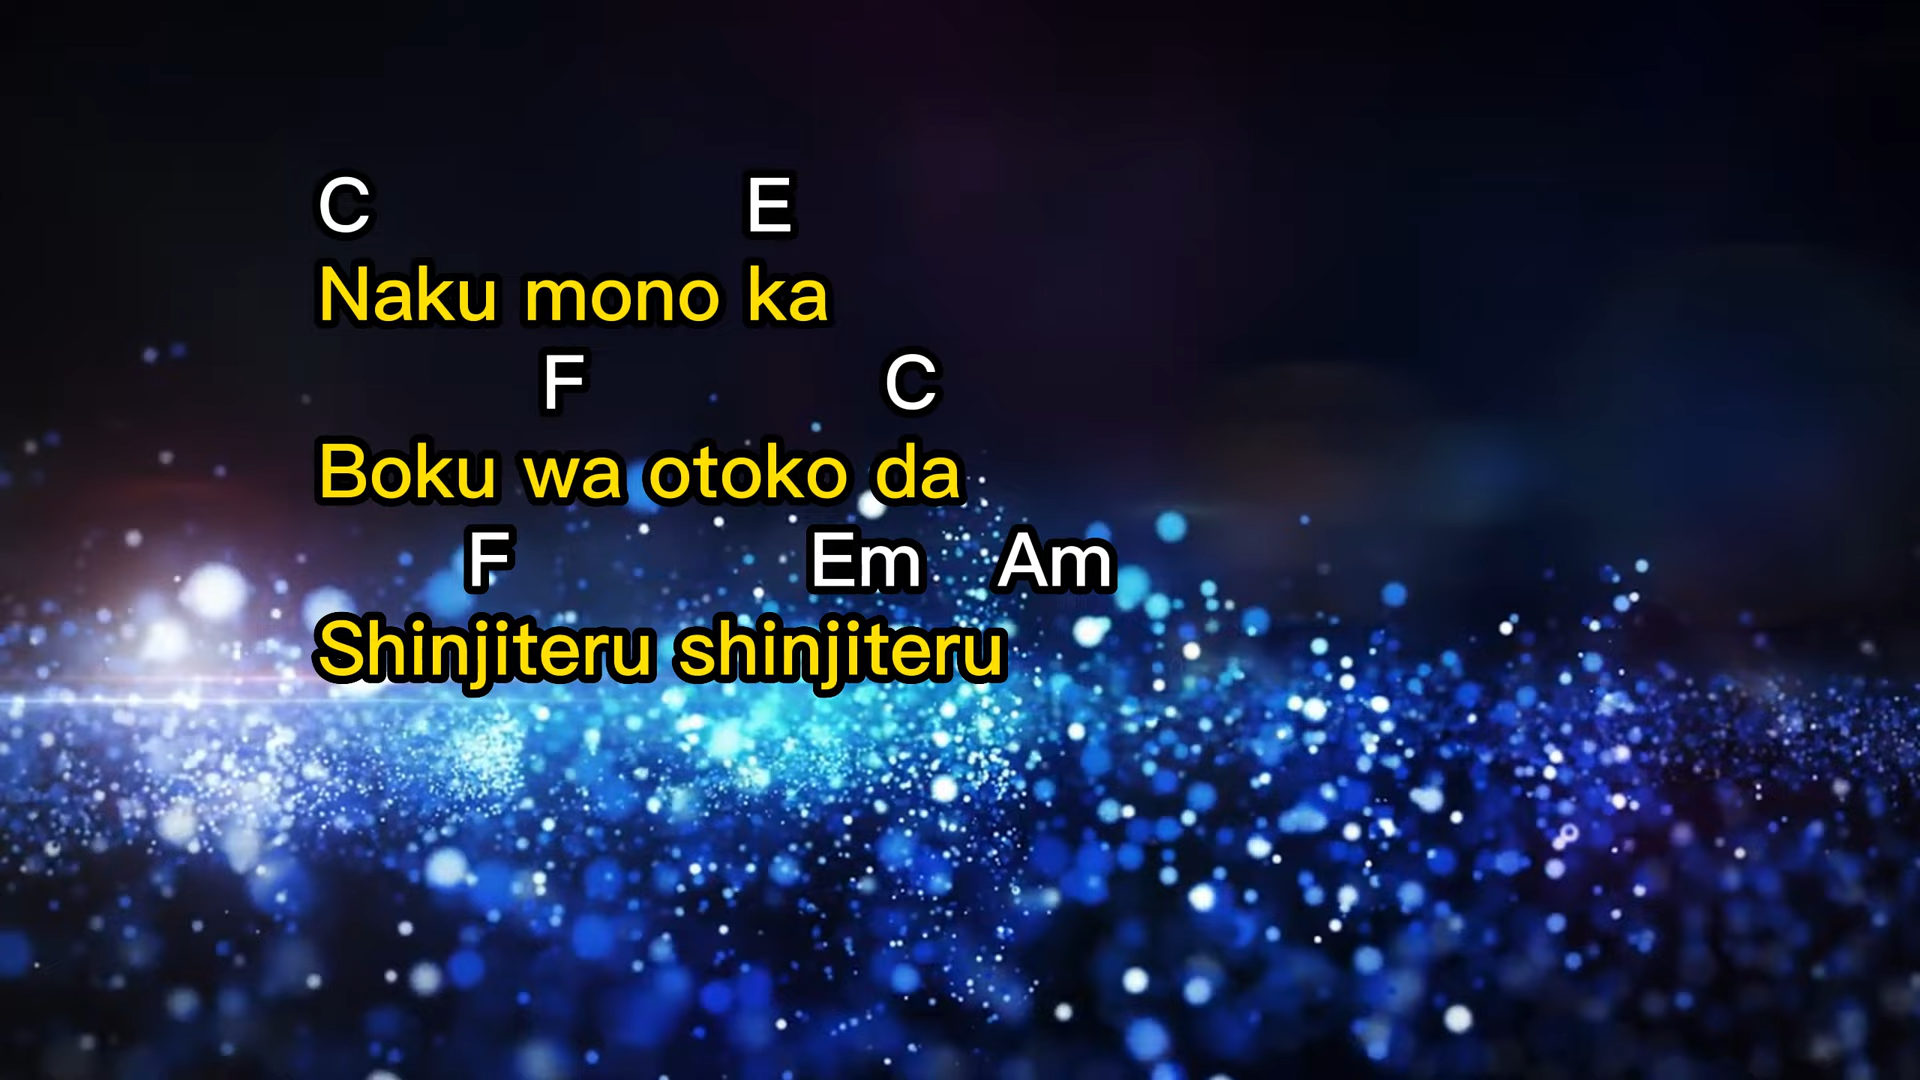 C E
Naku mono ka
F C
Boku wa otoko da
F Em Am
Shinjiteru shinjiteru